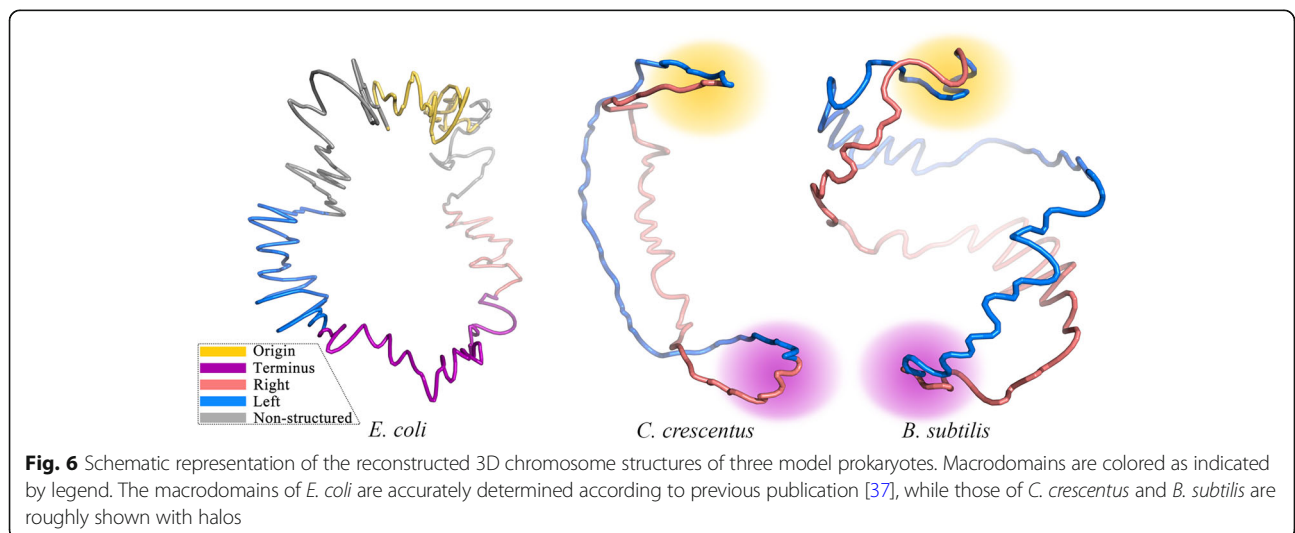 Origin
Terminus
Right
Left
Non-structured
E. coli
C. crescentus
B. subtilis
Fig. 6 Schematic representation of the reconstructed 3D chromosome structures of three model prokaryotes. Macrodomains are colored as indicated
by legend. The macrodomains of E. coli are accurately determined according to previous publication [37], while those of C. crescentus and B. subtilis are
roughly shown with halos